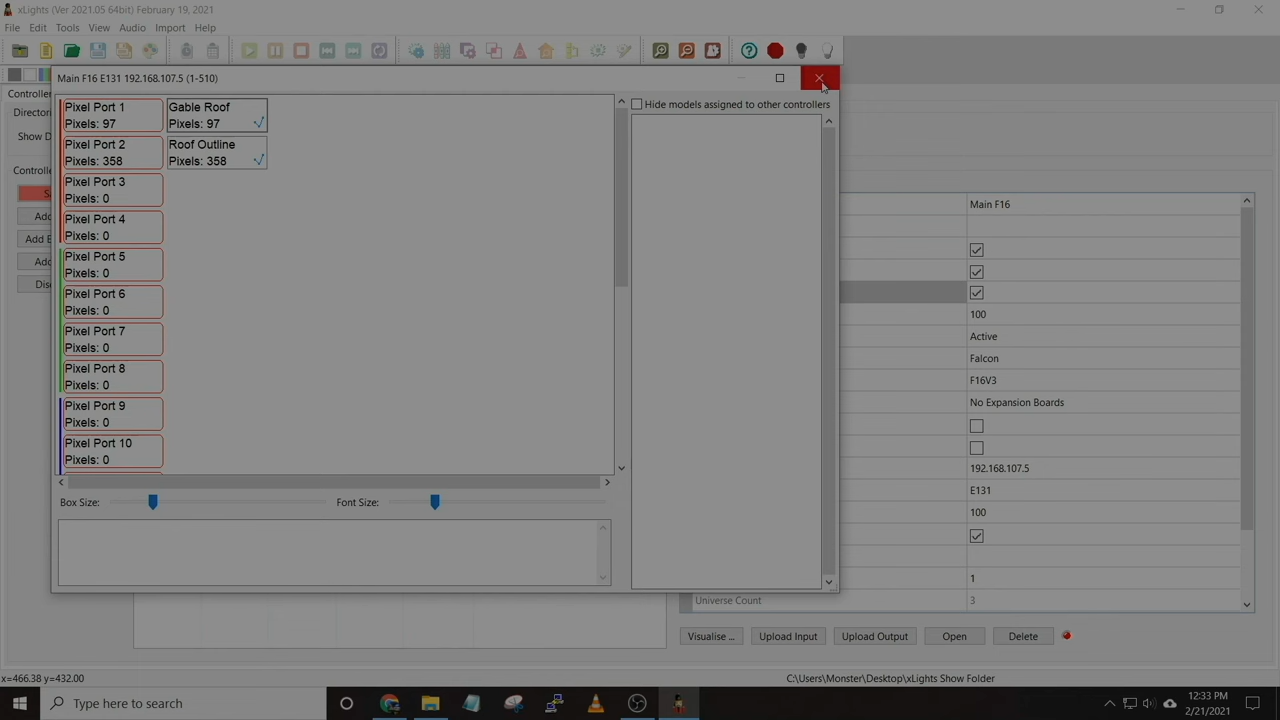 xLights 2021.05 64bit) February 19, 2021
File Edit Tools View Audio Import Help
Main F16 E131 192.168.107.5 (1-510)
Controller
Director
Show D
Controlle
Sa
Add
Add E
Add
Disc
Pixel Port 1
Pixels: 97
Gable Roof
Pixels: 97
Pixel Port 2
Pixels: 358
Roof Outline
Pixels: 358
Pixel Port 3
Pixels: 0
Pixel Port 4
Pixels: 0
Pixel Port 5
Pixels: 0
Pixel Port 6
Pixels: 0
Pixel Port 7
Pixels: 0
Pixel Port 8
Pixels: 0
Pixel Port 9
Pixels: 0
Pixel Port 10
Pixels: 0
Box Size:
Font Size:
Hide models assigned to other controllers
Main F16
100
Active
Falcon
F16V3
No Expansion Boards
192.168.107.5
E131
100
1
Universe Count 3
Visualise ... Upload Input Upload Output Open Delete
x=466.38 y=432.00
C:\Users\Monster\Desktop\xLights Show Folder
Type here to search
12:33 PM
2/21/2021